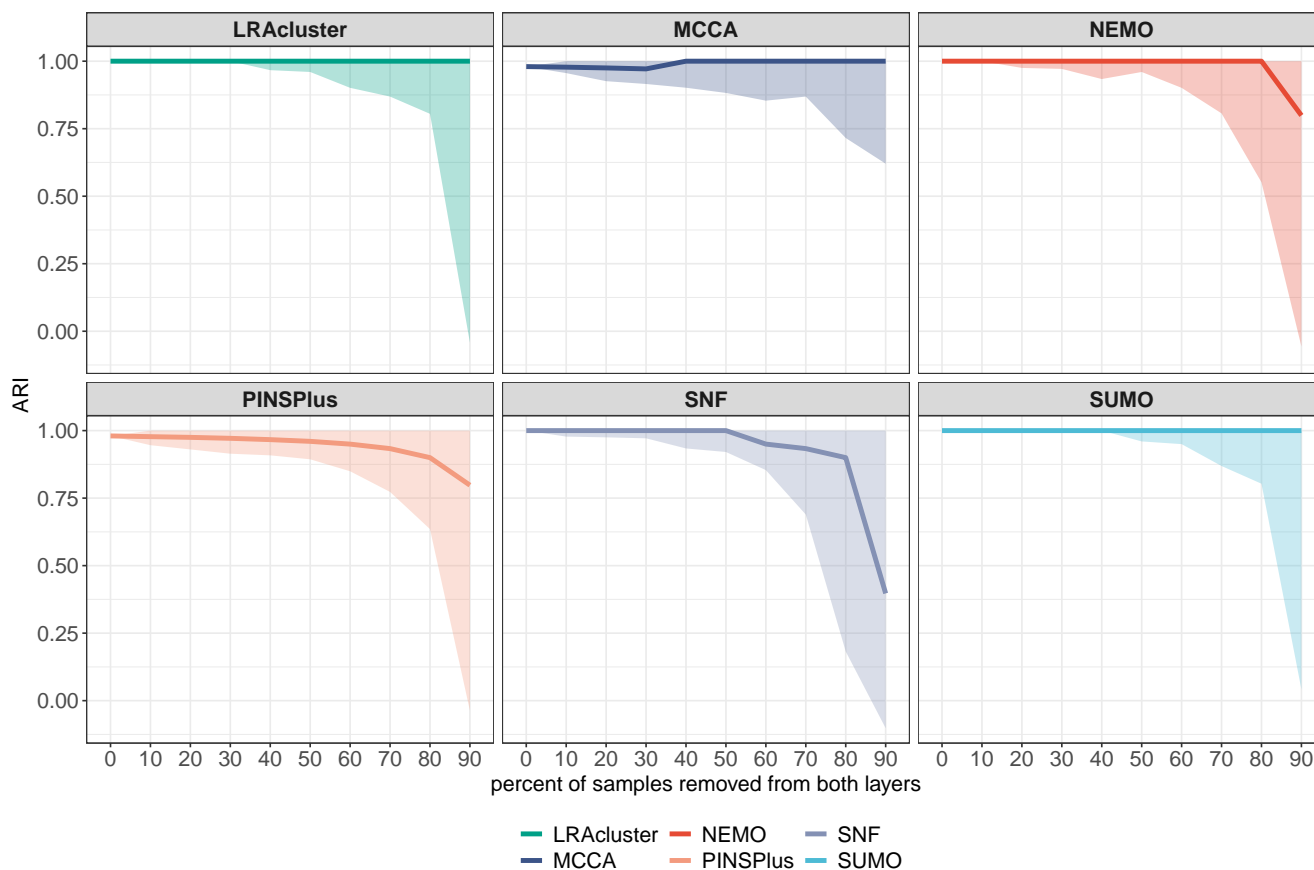 LRAcluster MCCA NEMO
1.00
0.75
0.50
0.25
0.00
ARI
PINSPlus SNF SUMO
1.00
0.75
0.50
0.25
0.00
0 10 20 30 40 50 60 70 80 90 0 10 20 30 40 50 60 70 80 90 0 10 20 30 40 50 60 70 80 90
percent of samples removed from both layers
LRAcluster NEMO SNF
MCCA PINSPlus SUMO